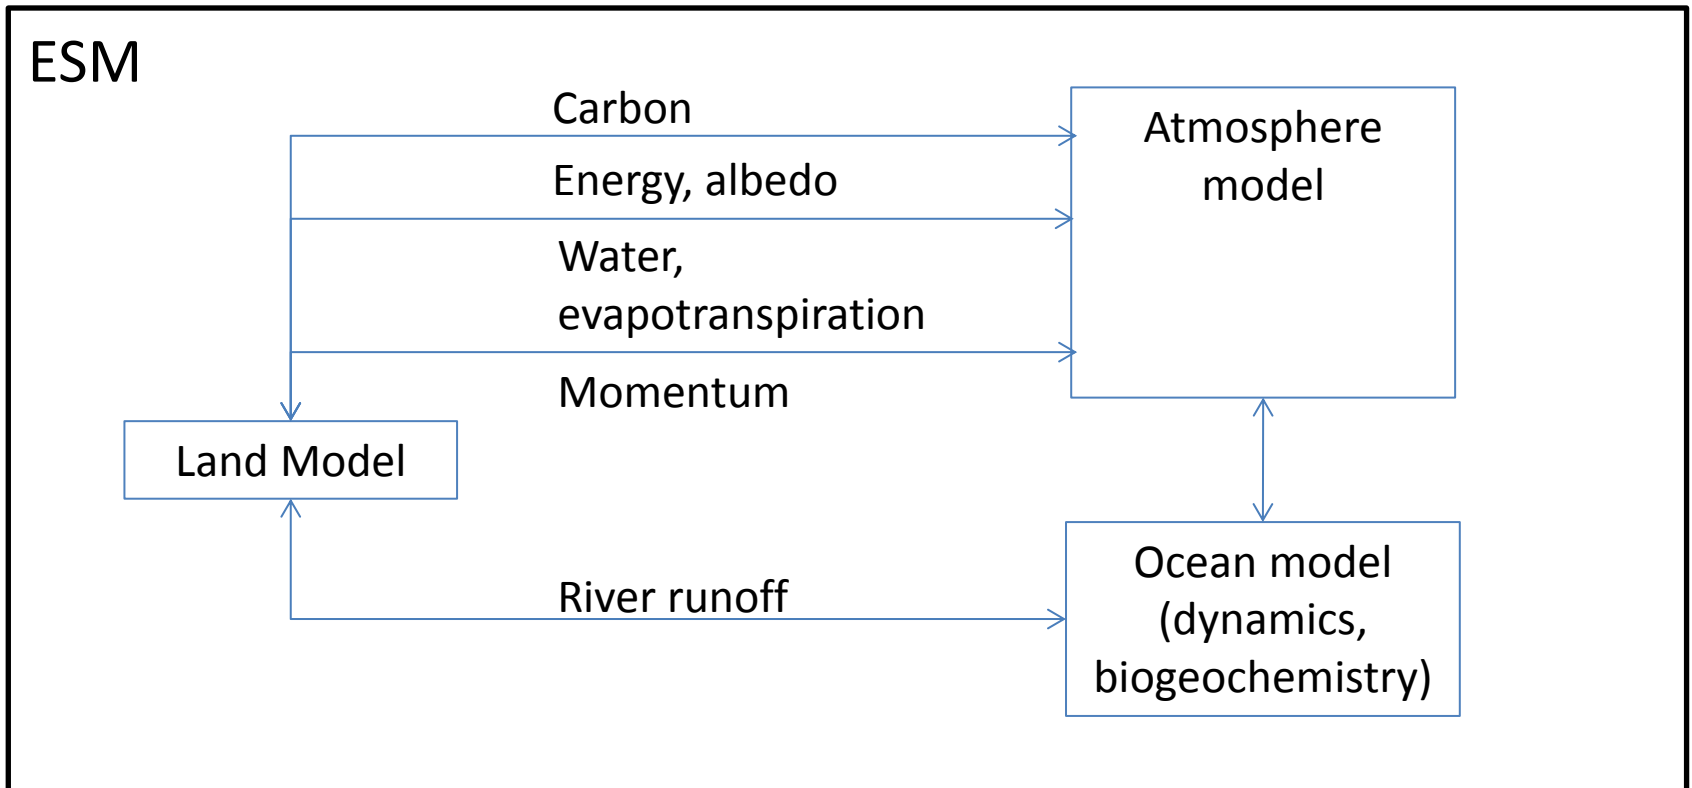 ESM
Carbon
Energy, albedo
Water,
evapotranspiration
Momentum
Atmosphere
model
Land Model
River runoff
Ocean model
(dynamics,
biogeochemistry)